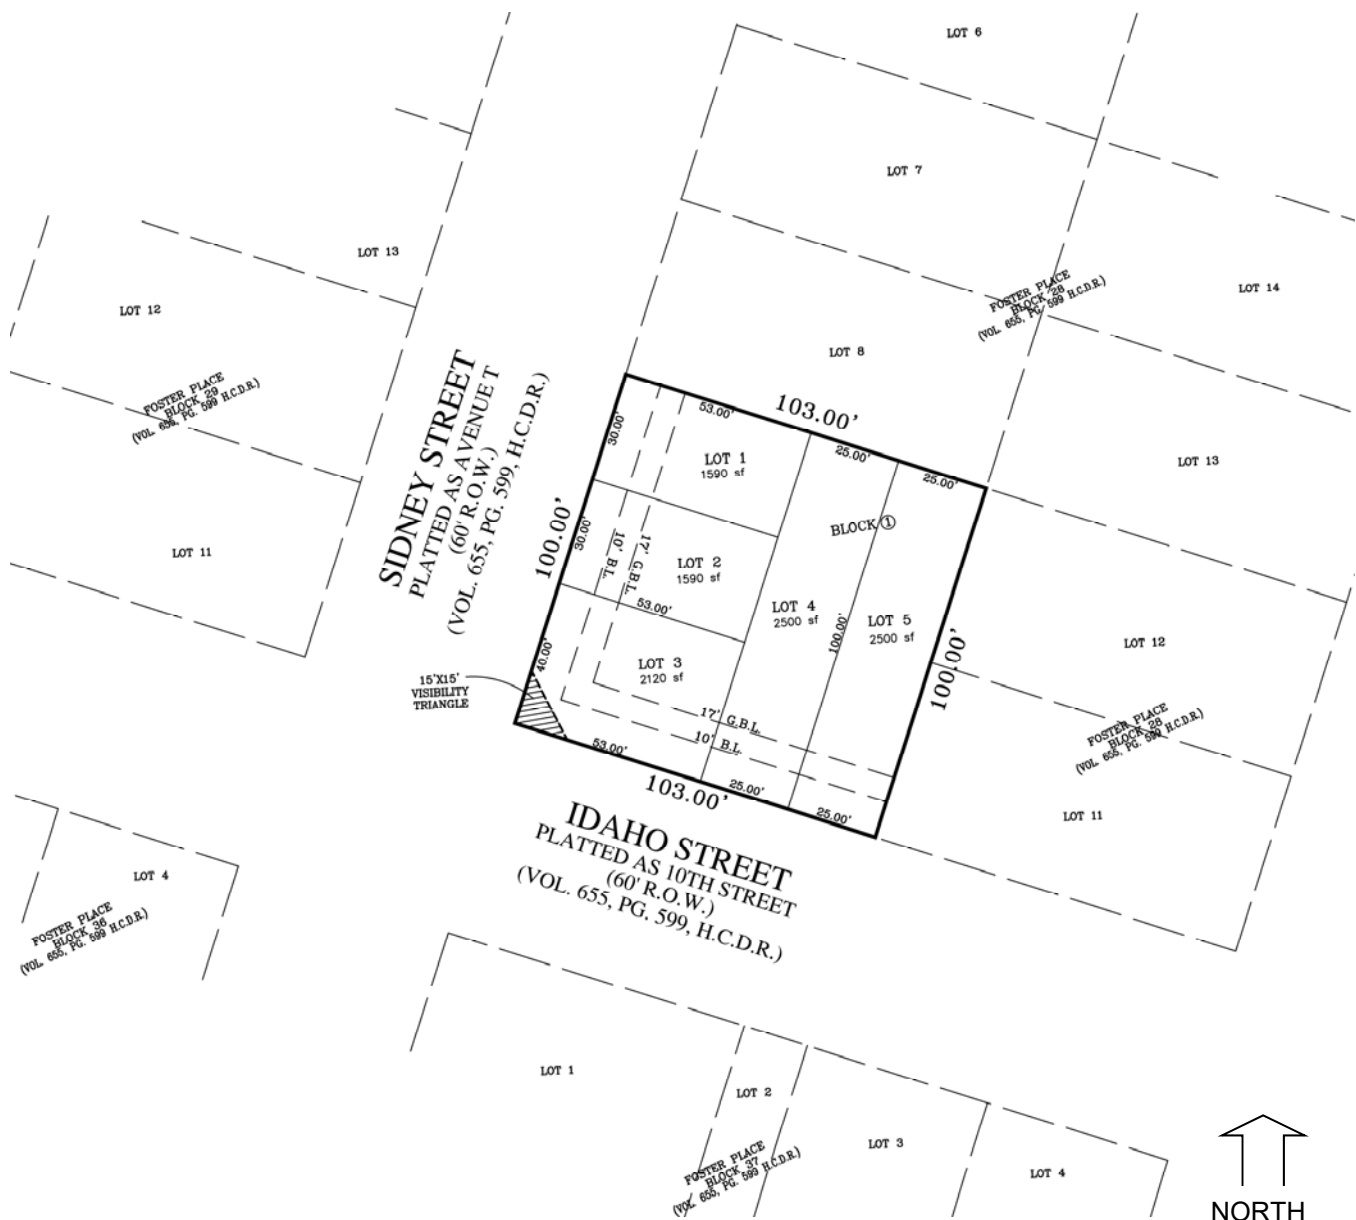 LOT 6
LOT 7
LOT 13
LOT 12
FOSTER PLACE
BLOCK 29
(VOL. 655, PG. 599 H.C.D.R.)
LOT 11
FOSTER PLACE
BLOCK 28
(VOL. 655, PG. 599 H.C.D.R.)
LOT 14
LOT 8
LOT 13
SIDNEY STREET
PLATTED AS AVENUE T
(60' R.O.W.)
(VOL. 655, PG. 599, H.C.D.R.)
103.00'
53.00'
25.00'
25.00'
30.00'
LOT 1
1590 sf
BLOCK 1
100.00'
30.00'
10' B.L.
17' G.B.L.
LOT 2
1590 sf
53.00'
LOT 4
2500 sf
100.00'
LOT 5
2500 sf
40.00'
LOT 3
2120 sf
100.00'
15'X15'
VISIBILITY
TRIANGLE
17' G.B.L.
10' B.L.
53.00'
25.00'
25.00'
103.00'
LOT 12
FOSTER PLACE
BLOCK 28
(VOL. 655, PG. 599 H.C.D.R.)
LOT 11
IDAHO STREET
PLATTED AS 10TH STREET
(60' R.O.W.)
(VOL. 655, PG. 599, H.C.D.R.)
LOT 4
FOSTER PLACE
BLOCK 36
(VOL. 655, PG. 599 H.C.D.R.)
LOT 1
LOT 2
LOT 3
LOT 4
FOSTER PLACE
BLOCK 37
(VOL. 655, PG. 599 H.C.D.R.)
NORTH